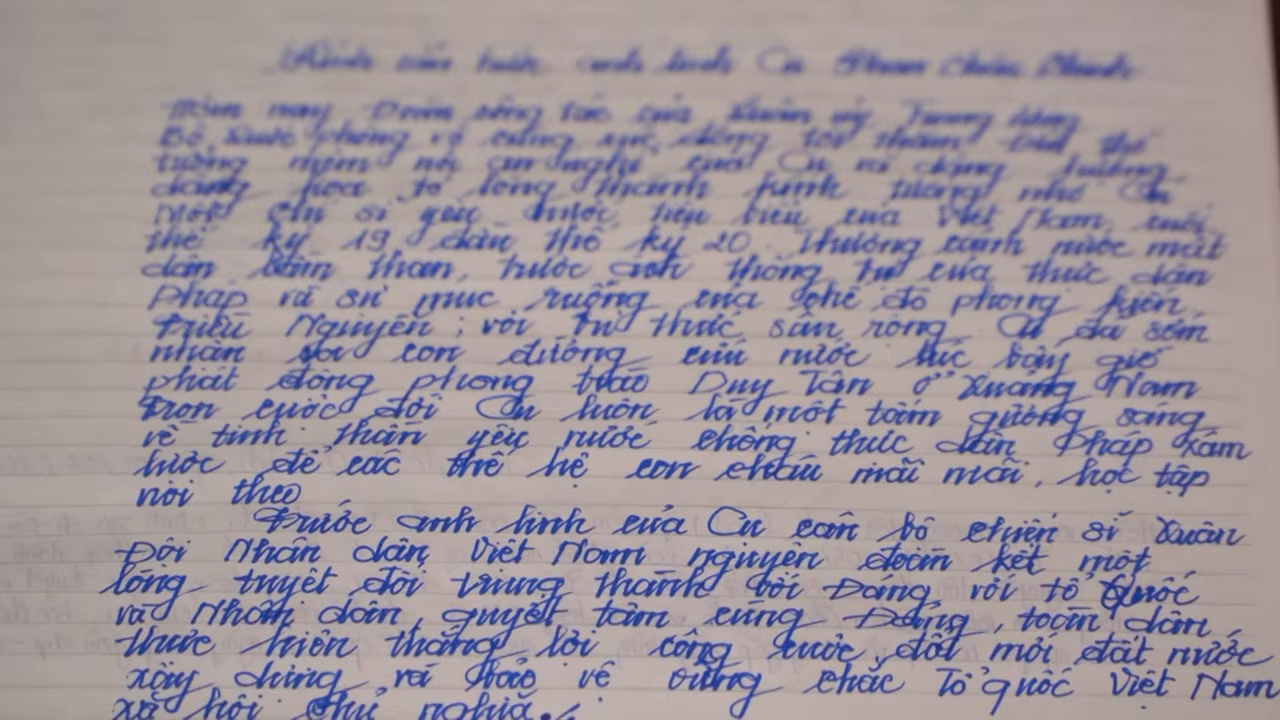 Kính viếng trước anh linh Cụ Phan Châu Trinh
Hôm nay Đoàn công tác của Quân ủy Trung ương
Bộ Quốc phòng vô cùng xúc động tới thăm
tưởng niệm nơi an nghỉ của Cụ và dâng hương
dâng hoa tỏ lòng thành kính tưởng nhớ Cụ
Một chí sĩ yêu nước tiêu biểu của Việt Nam, cuối
thế kỷ 19 đầu thế kỷ 20. Thương cảnh nước mất
dân lầm than, trước ách thống trị của thực dân
Pháp và sự mục ruỗng của chế độ phong kiến
triều Nguyễn; với tri thức sâu rộng Cụ đã sớm
nhận con đường cứu nước lúc bấy giờ
phát động phong trào Duy Tân ở Quảng Nam
Trọn cuộc đời Cụ luôn là một tấm gương sáng
về tinh thần yêu nước chống thực dân Pháp xâm
lược để các thế hệ con cháu mãi mãi, học tập
noi theo
Trước anh linh của Cụ cán bộ chiến sĩ Quân
Đội Nhân dân Việt Nam nguyện đoàn kết một
lòng tuyệt đối trung thành với Đảng với tổ Quốc
và Nhân dân, quyết tâm cùng Đảng, toàn dân,
thực hiện thắng lợi công cuộc đổi mới đất nước
xây dựng và bảo vệ vững chắc Tổ quốc Việt Nam
xã hội chủ nghĩa./.